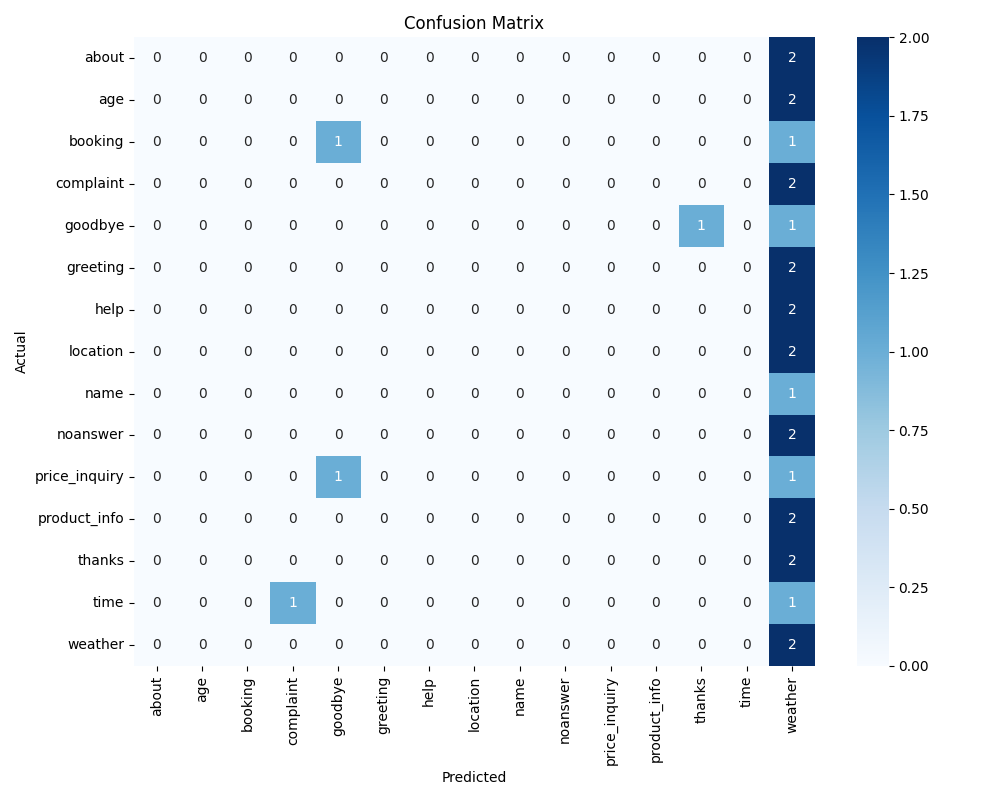 Confusion Matrix
Actual
about 0 0 0 0 0 0 0 0 0 0 0 0 0 0 2
age 0 0 0 0 0 0 0 0 0 0 0 0 0 0 2
booking 0 0 0 0 1 0 0 0 0 0 0 0 0 0 1
complaint 0 0 0 0 0 0 0 0 0 0 0 0 0 0 2
goodbye 0 0 0 0 0 0 0 0 0 0 0 0 1 0 1
greeting 0 0 0 0 0 0 0 0 0 0 0 0 0 0 2
help 0 0 0 0 0 0 0 0 0 0 0 0 0 0 2
location 0 0 0 0 0 0 0 0 0 0 0 0 0 0 2
name 0 0 0 0 0 0 0 0 0 0 0 0 0 0 1
noanswer 0 0 0 0 0 0 0 0 0 0 0 0 0 0 2
price_inquiry 0 0 0 0 1 0 0 0 0 0 0 0 0 0 1
product_info 0 0 0 0 0 0 0 0 0 0 0 0 0 0 2
thanks 0 0 0 0 0 0 0 0 0 0 0 0 0 0 2
time 0 0 0 1 0 0 0 0 0 0 0 0 0 0 1
weather 0 0 0 0 0 0 0 0 0 0 0 0 0 0 2
about age booking complaint goodbye greeting help location name noanswer price_inquiry product_info thanks time weather
Predicted
2.00
1.75
1.50
1.25
1.00
0.75
0.50
0.25
0.00